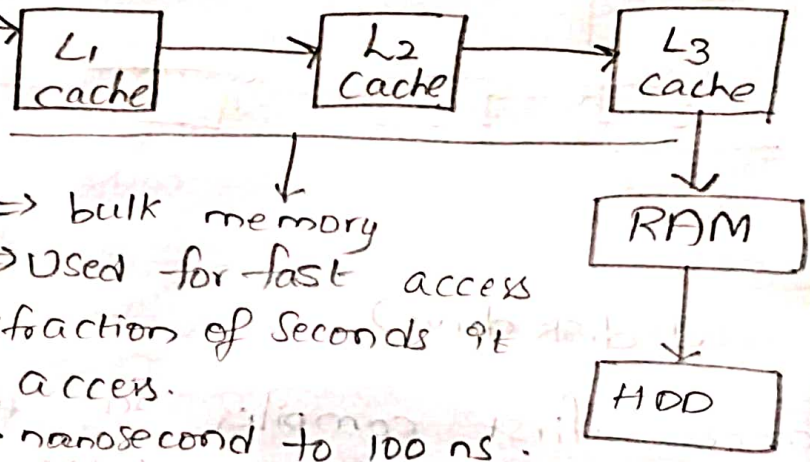 L1 cache
L2 Cache
L3 cache
=> bulk memory
RAM
=> Used for fast access
fraction of seconds it
access.
HDD
nanosecond to 100 ns.